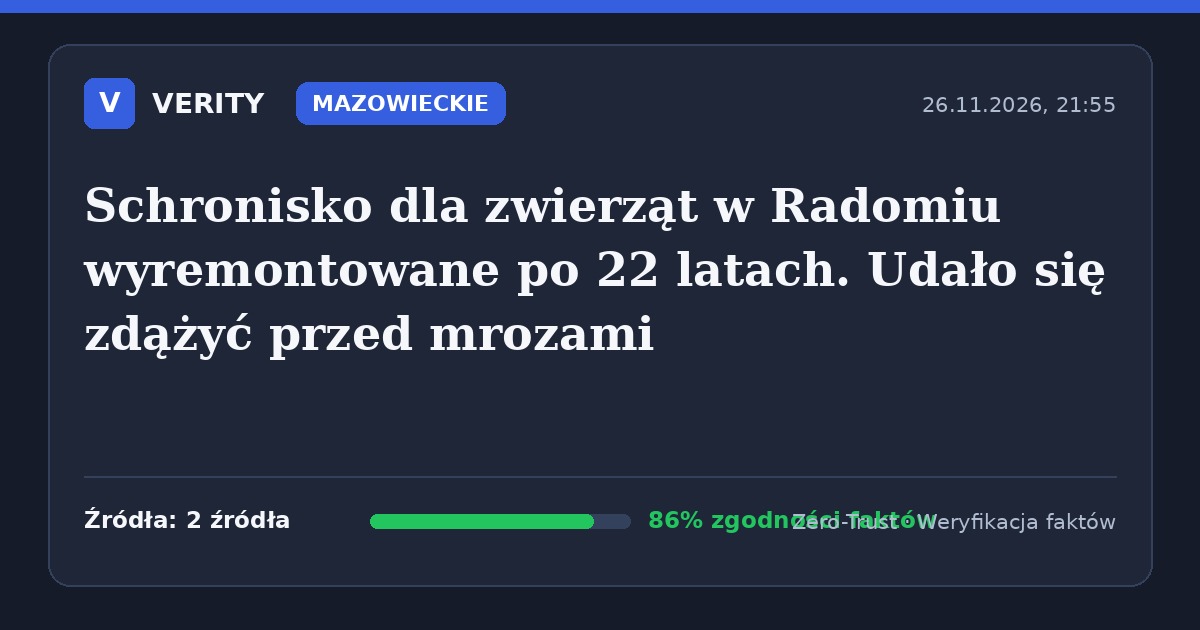 V VERITY MAZOWIECKIE 26.11.2026, 21:55
Schronisko dla zwierząt w Radomiu
wyremontowane po 22 latach. Udało się
zdążyć przed mrozami
Źródła: 2 źródła 86% zgodności faktów Zero-Trust · Weryfikacja faktów